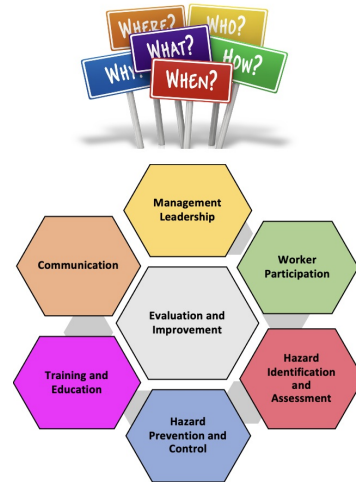 WHERE?
WHO?
WHAT?
WHY?
HOW?
WHEN?
Management
Leadership
Communication
Worker
Participation
Evaluation and
Improvement
Training and
Education
Hazard
Identification
and
Assessment
Hazard
Prevention and
Control